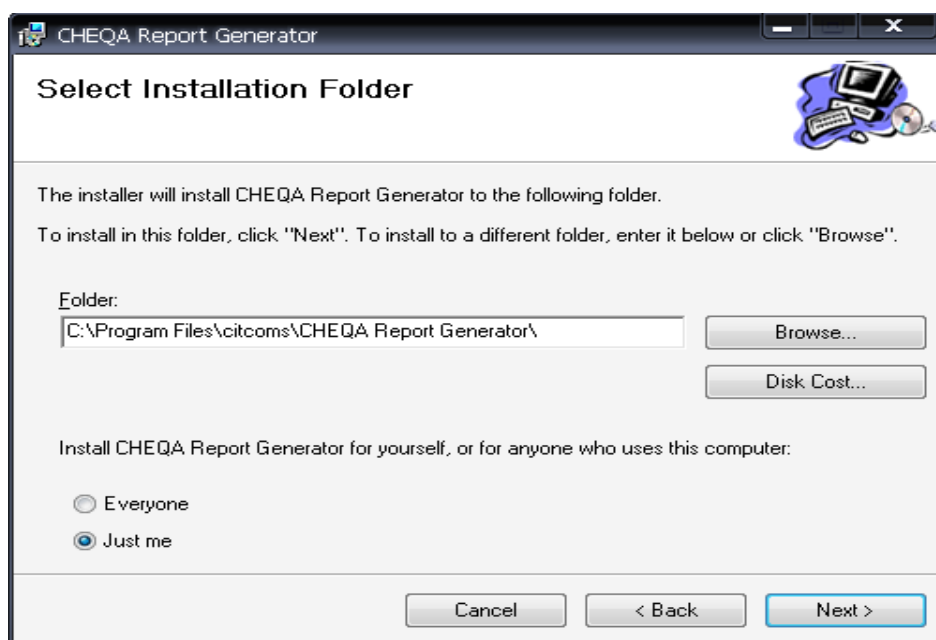 CHEQA Report Generator
Select Installation Folder
The installer will install CHEQA Report Generator to the following folder.
To install in this folder, click "Next". To install to a different folder, enter it below or click "Browse".
Folder:
C:\Program Files\citcoms\CHEQA Report Generator\
Browse...
Disk Cost...
Install CHEQA Report Generator for yourself, or for anyone who uses this computer:
Everyone
Just me
Cancel
< Back
Next >